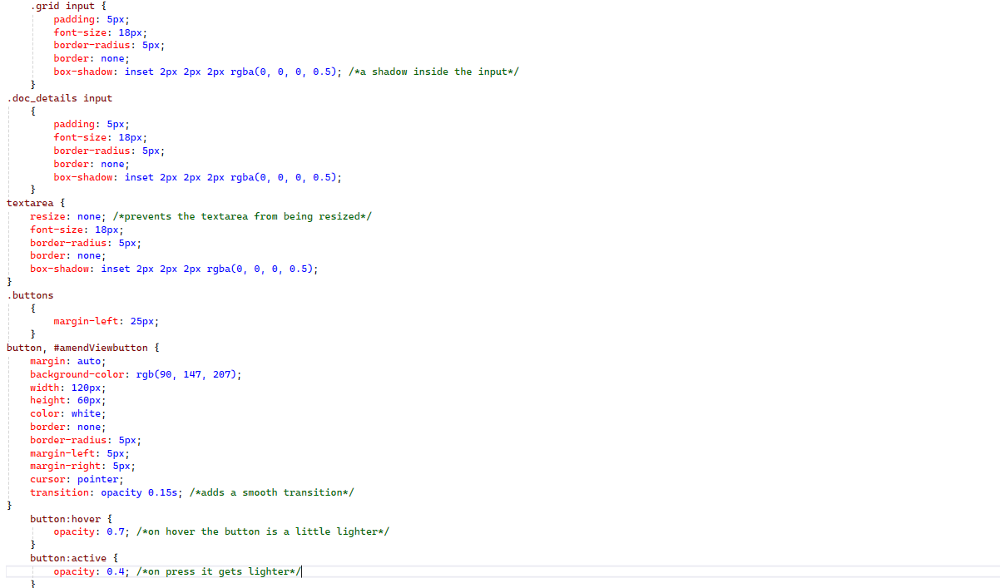 .grid input {
padding: 5px;
font-size: 18px;
border-radius: 5px;
border: none;
box-shadow: inset 2px 2px 2px rgba(0, 0, 0, 0.5); /*a shadow inside the input*/
}
.doc_details input
{
padding: 5px;
font-size: 18px;
border-radius: 5px;
border: none;
box-shadow: inset 2px 2px 2px rgba(0, 0, 0, 0.5);
}
textarea {
resize: none; /*prevents the textarea from being resized*/
font-size: 18px;
border-radius: 5px;
border: none;
box-shadow: inset 2px 2px 2px rgba(0, 0, 0, 0.5);
}
.buttons
{
margin-left: 25px;
}
button, #amendViewbutton {
margin: auto;
background-color: rgb(90, 147, 207);
width: 120px;
height: 60px;
color: white;
border: none;
border-radius: 5px;
margin-left: 5px;
margin-right: 5px;
cursor: pointer;
transition: opacity 0.15s; /*adds a smooth transition*/
}
button:hover {
opacity: 0.7; /*on hover the button is a little lighter*/
}
button:active {
opacity: 0.4; /*on press it gets lighter*/
}